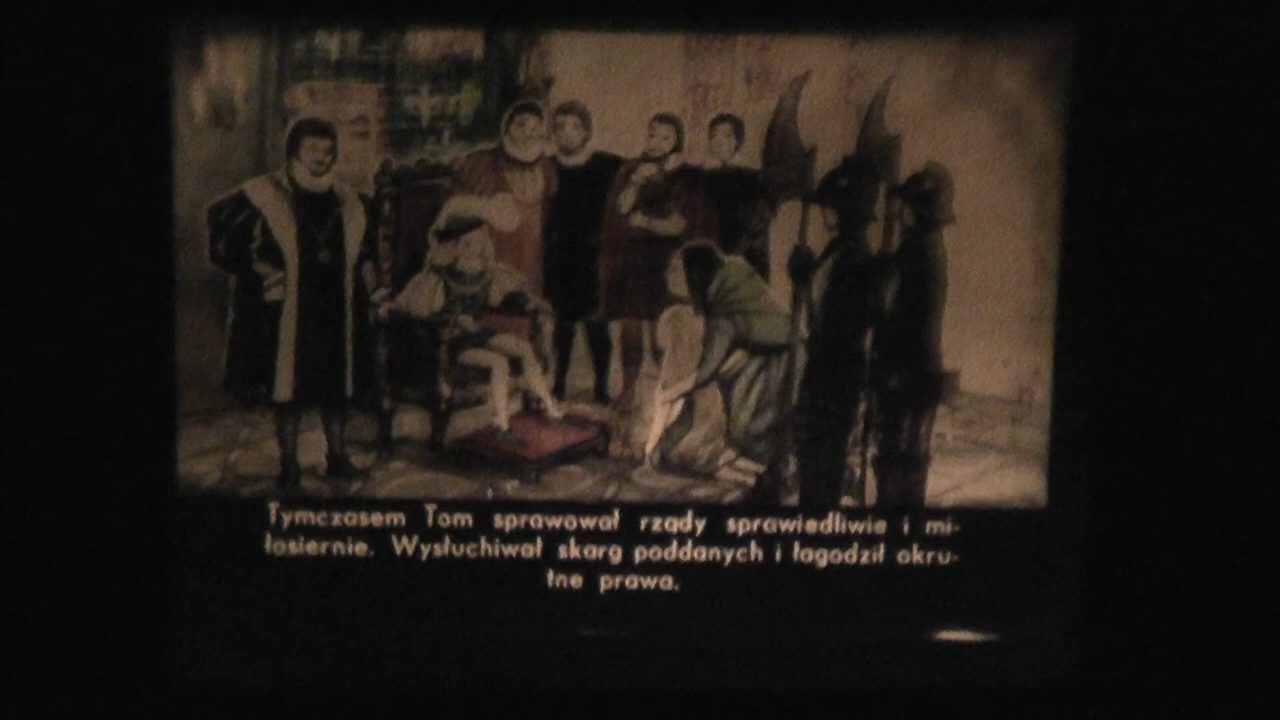 Tymczasem Tom sprawował rządy sprawiedliwie i mi-
łosiernie. Wysłuchiwał skarg poddanych i łagodził okru-
tne prawa.